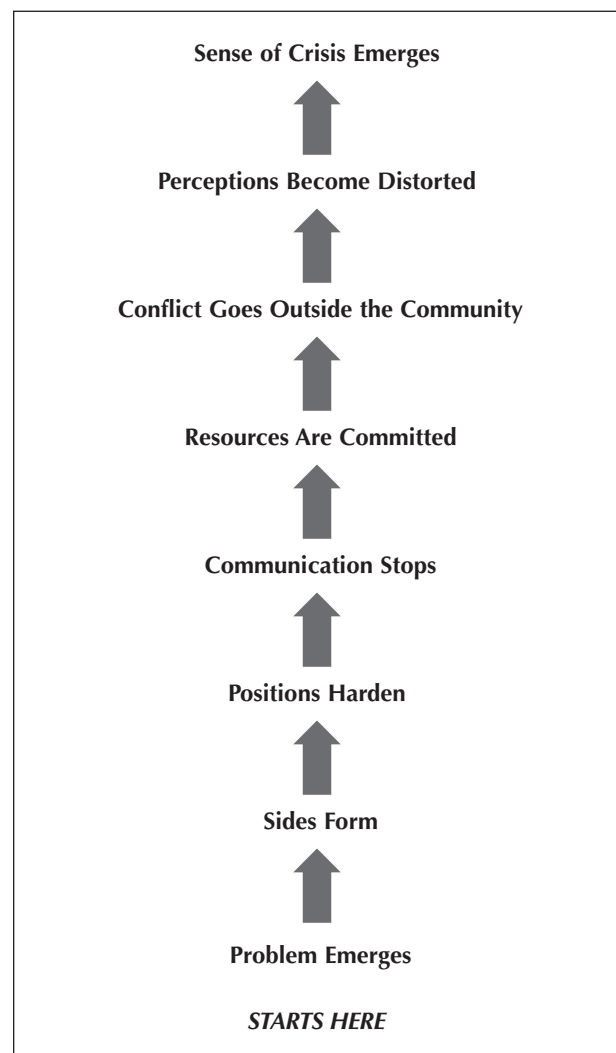 Sense of Crisis Emerges
Perceptions Become Distorted
Conflict Goes Outside the Community
Resources Are Committed
Communication Stops
Positions Harden
Sides Form
Problem Emerges
STARTS HERE